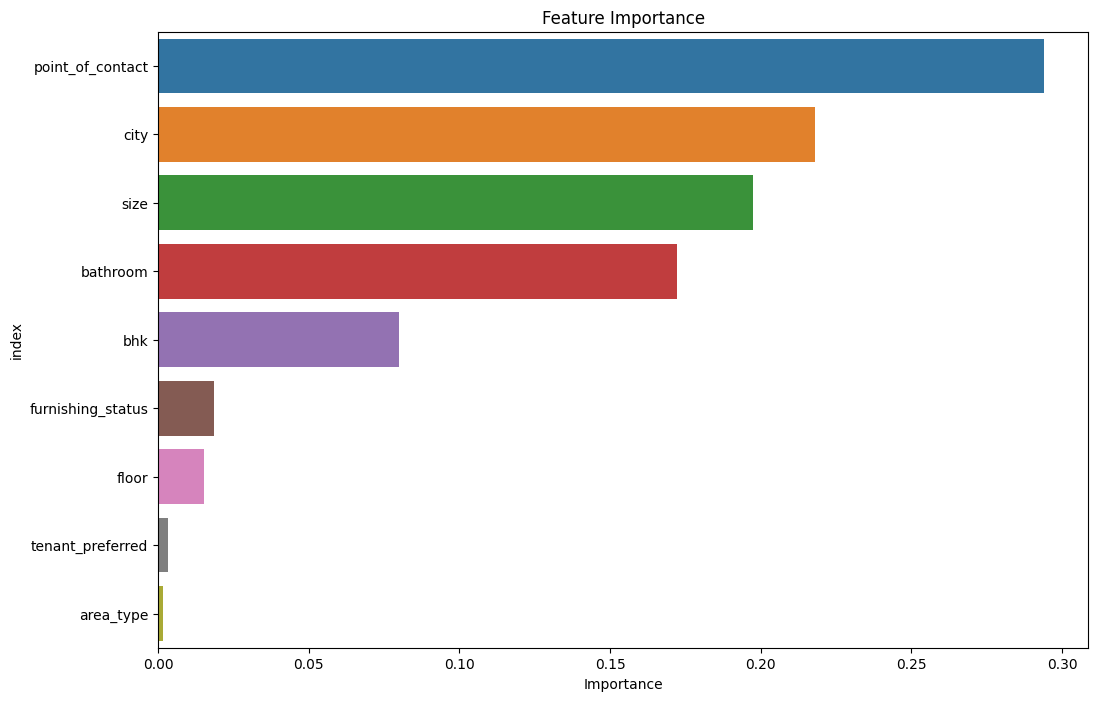 Feature Importance
point_of_contact
city
size
bathroom
bhk
furnishing_status
floor
tenant_preferred
area_type
index
0.00 0.05 0.10 0.15 0.20 0.25 0.30
Importance